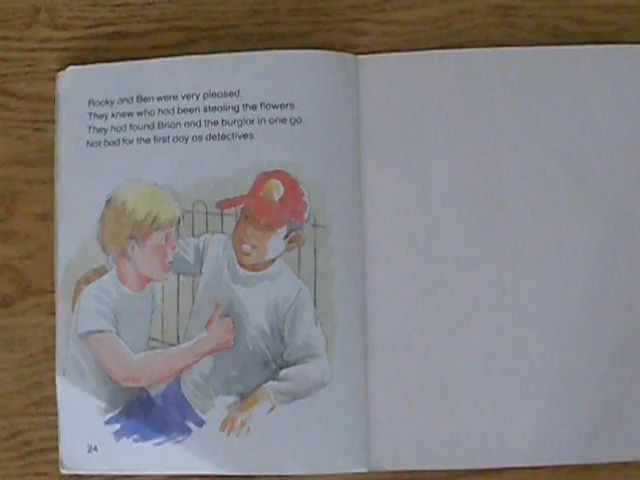 Rocky and Ben were very pleased.
They knew who had been stealing the flowers.
They had found Brian and the burglar in one go.
Not bad for the first day as detectives.
24